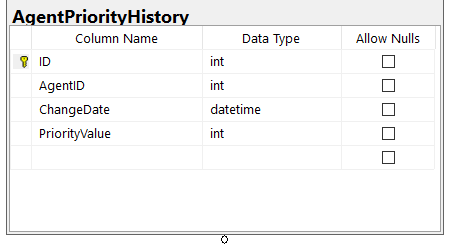 AgentPriorityHistory
Column Name Data Type Allow Nulls
ID int
AgentID int
ChangeDate datetime
PriorityValue int